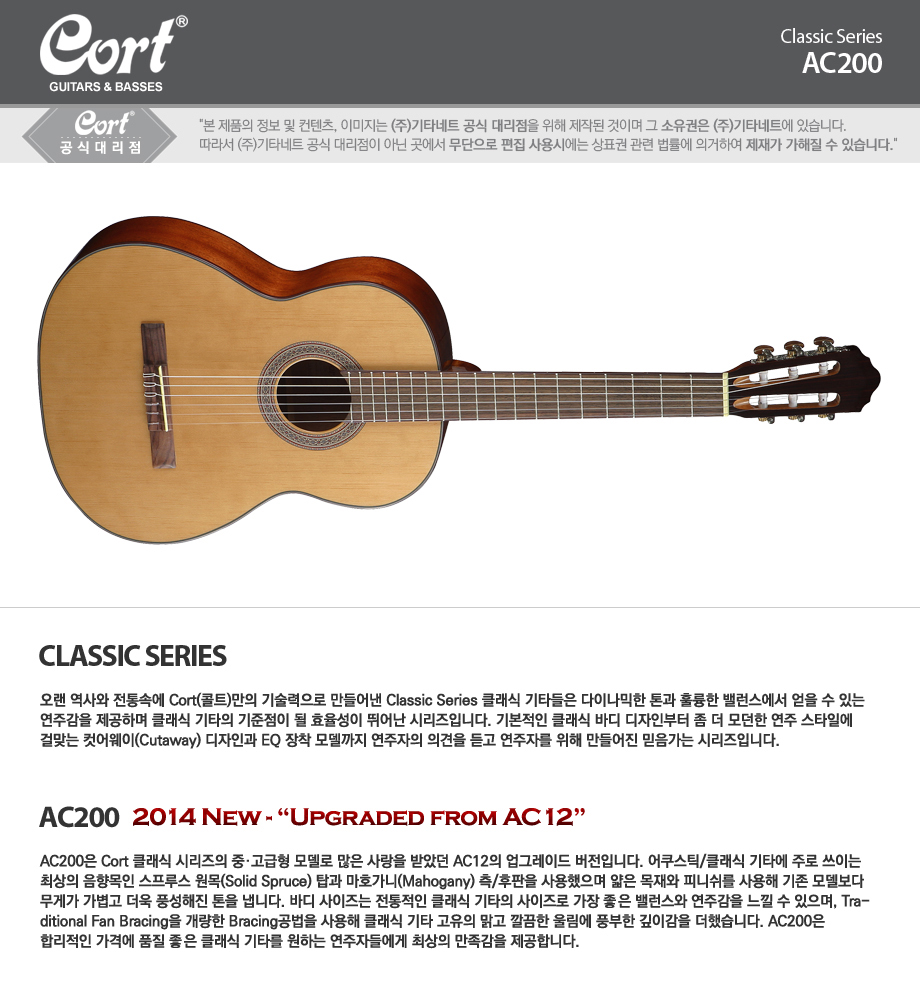 Cort®
GUITARS & BASSES
Classic Series
AC200
Cort®
공식대리점
"본 제품의 정보 및 컨텐츠, 이미지는 (주)기타네트 공식 대리점을 위해 제작된 것이며 그 소유권은 (주)기타네트에 있습니다.
따라서 (주)기타네트 공식 대리점이 아닌 곳에서 무단으로 편집 사용시에는 상표권 관련 법률에 의거하여 제재가 가해질 수 있습니다."
CLASSIC SERIES
오랜 역사와 전통속에 Cort(콜트)만의 기술력으로 만들어낸 Classic Series 클래식 기타들은 다이나믹한 톤과 훌륭한 밸런스에서 얻을 수 있는
연주감을 제공하며 클래식 기타의 기준점이 될 효율성이 뛰어난 시리즈입니다. 기본적인 클래식 바디 디자인부터 좀 더 모던한 연주 스타일에
걸맞는 컷어웨이(Cutaway) 디자인과 EQ 장착 모델까지 연주자의 의견을 듣고 연주자를 위해 만들어진 믿음가는 시리즈입니다.
AC200 2014 New - “Upgraded from AC12”
AC200은 Cort 클래식 시리즈의 중·고급형 모델로 많은 사랑을 받았던 AC12의 업그레이드 버전입니다. 어쿠스틱/클래식 기타에 주로 쓰이는
최상의 음향목인 스프루스 원목(Solid Spruce) 탑과 마호가니(Mahogany) 측/후판을 사용했으며 얇은 목재와 피니쉬를 사용해 기존 모델보다
무게가 가볍고 더욱 풍성해진 톤을 냅니다. 바디 사이즈는 전통적인 클래식 기타의 사이즈로 가장 좋은 밸런스와 연주감을 느낄 수 있으며, Tra-
ditional Fan Bracing을 개량한 Bracing공법을 사용해 클래식 기타 고유의 맑고 깔끔한 울림에 풍부한 깊이감을 더했습니다. AC200은
합리적인 가격에 품질 좋은 클래식 기타를 원하는 연주자들에게 최상의 만족감을 제공합니다.